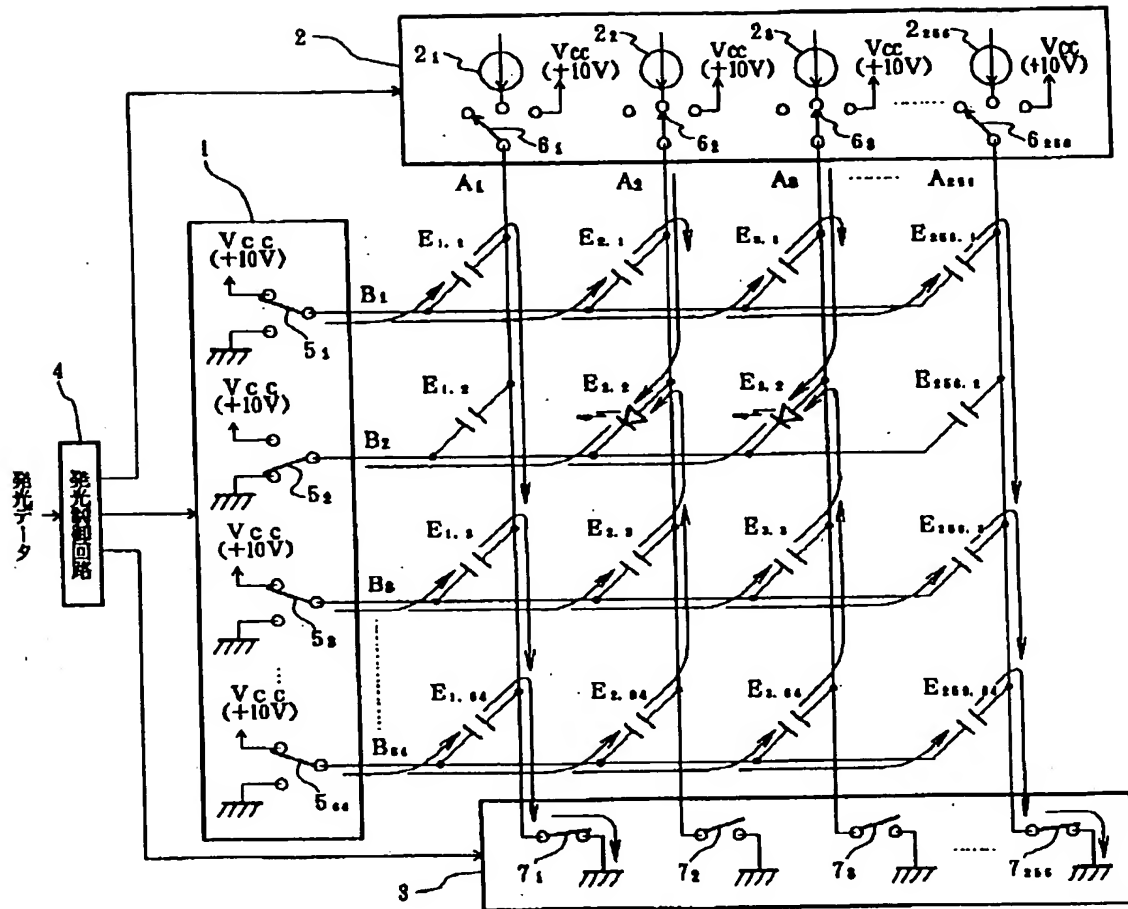 2
2₁
2₂
2₃
2₂₅₆
Vcc
(+10V)
Vcc
(+10V)
Vcc
(+10V)
Vcc
(+10V)
6₁
6₂
6₃
6₂₅₆
A₁
A₂
A₃
A₂₅₆
1
Vcc
(+10V)
5₁
B₁
E₁.₁
E₂.₁
E₃.₁
E₂₅₆.₁
4
発光データ
発光制御回路
Vcc
(+10V)
5₂
B₂
E₁.₂
E₂.₂
E₃.₂
E₂₅₆.₂
Vcc
(+10V)
5₃
B₃
E₁.₃
E₂.₃
E₃.₃
E₂₅₆.₃
Vcc
(+10V)
5₆₄
B₆₄
E₁.₆₄
E₂.₆₄
E₃.₆₄
E₂₅₆.₆₄
7₁
7₂
7₃
7₂₅₆
3